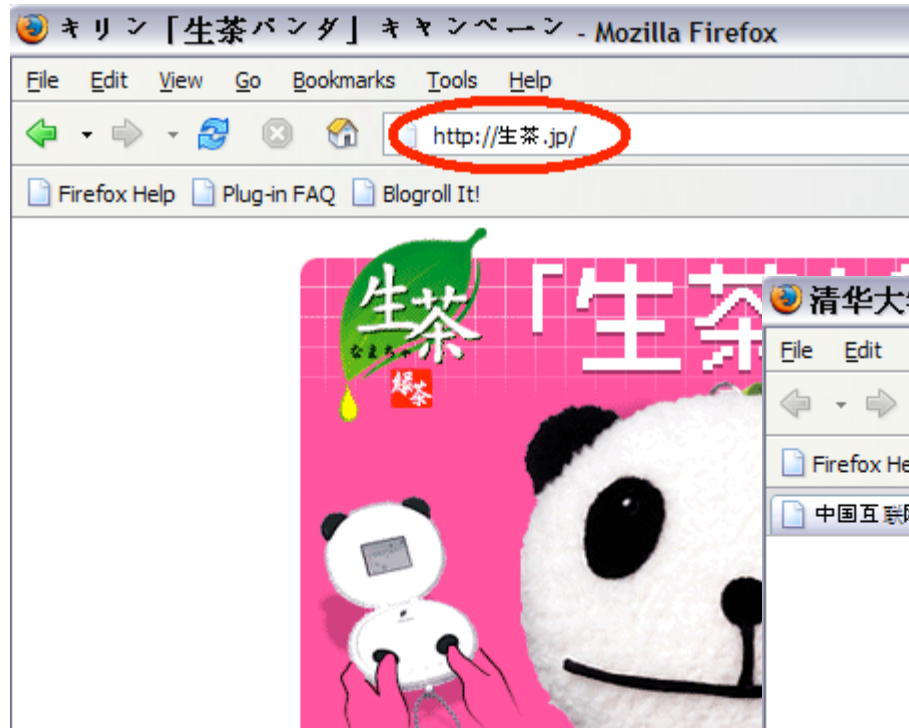 キリン「生茶パンダ」キャンペーン - Mozilla Firefox
File Edit View Go Bookmarks Tools Help
http://生茶.jp/
Firefox Help Plug-in FAQ Blogroll It!
生茶
なまちゃ
緑茶
「生茶
清华大
File Edit
Firefox He
中国互联